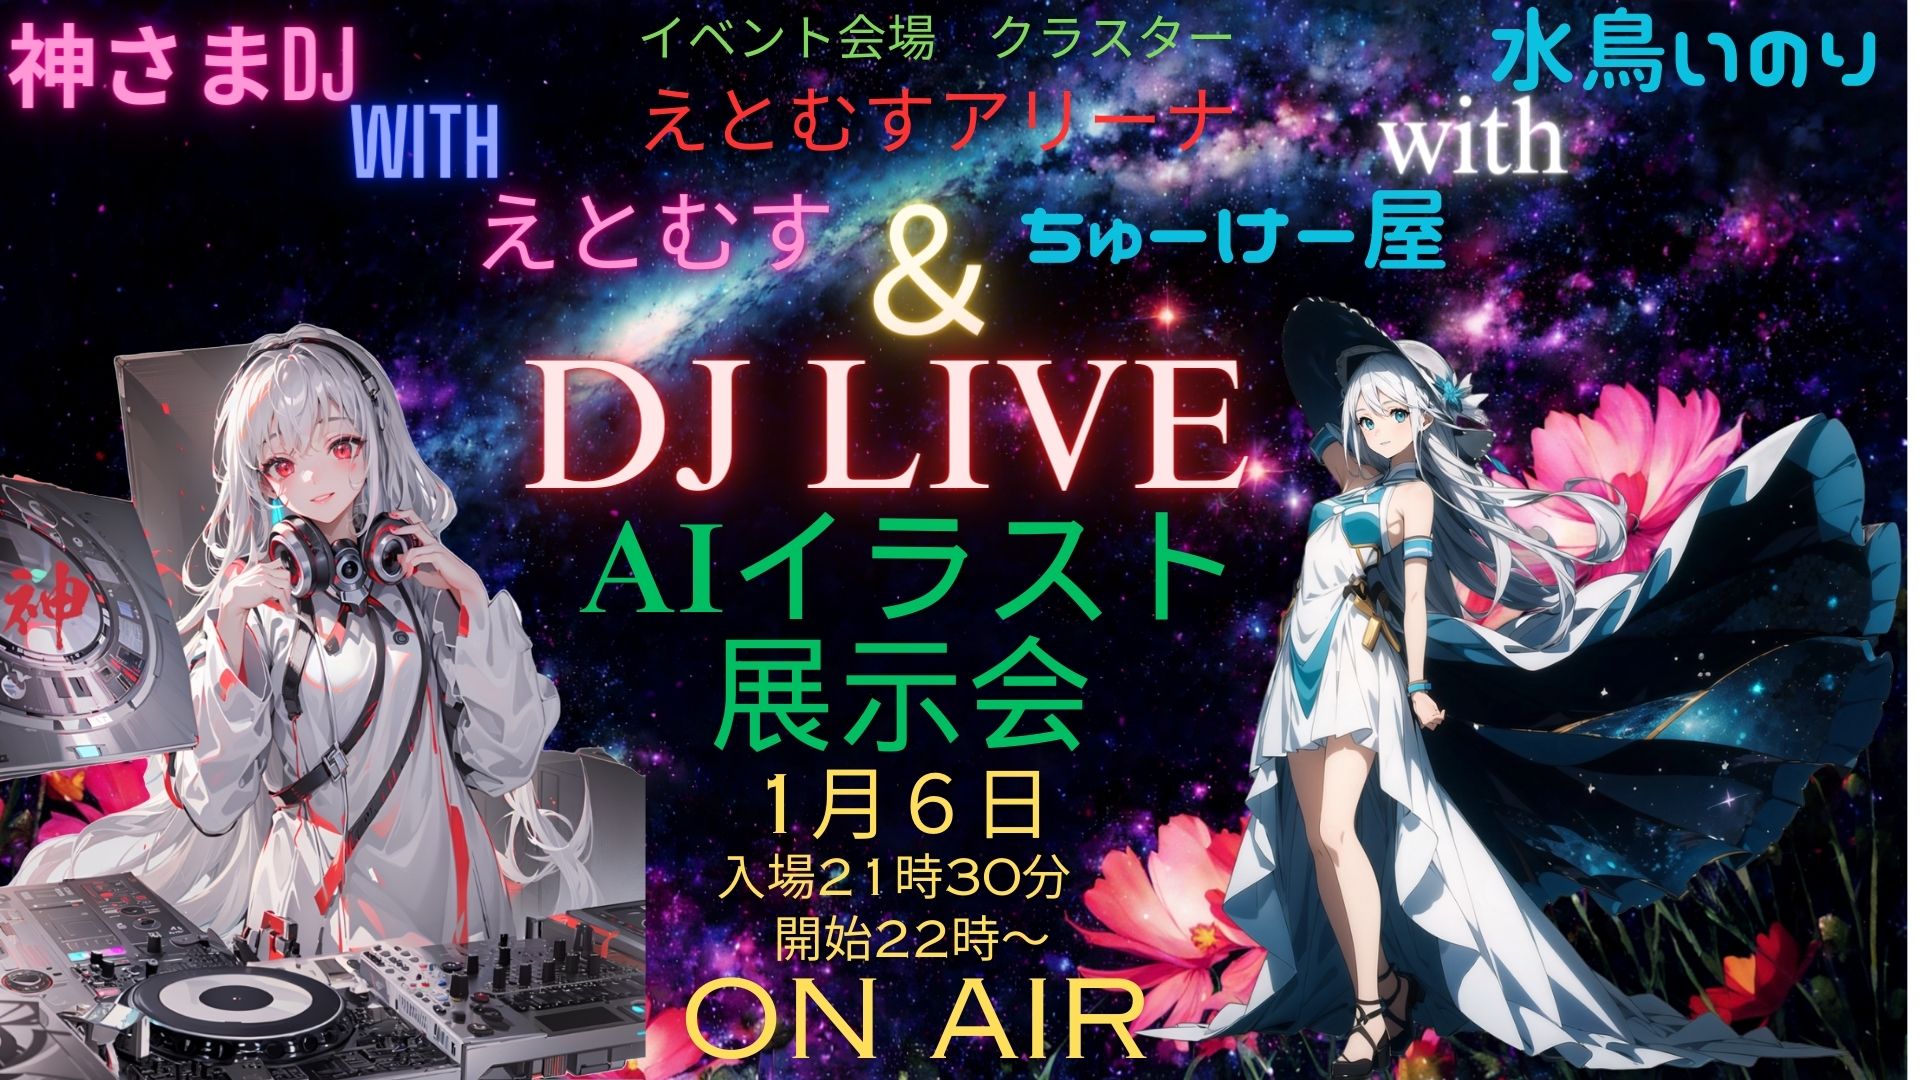 神さまDJ
WITH
えとむす
イベント会場　クラスター
えとむすアリーナ
&
水鳥いのり
with
ちゅーけー屋
DJ LIVE
AIイラスト
展示会
1月６日
入場21時30分
開始22時～
ON AIR
神